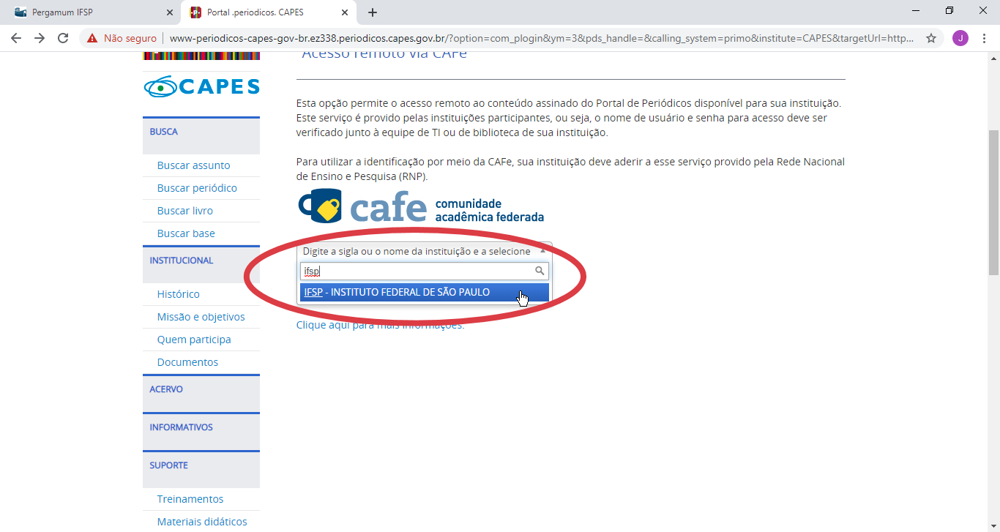 Pergamum IFSP
Portal .periodicos. CAPES
Não seguro
www-periodicos-capes-gov-br.ez338.periodicos.capes.gov.br/?option=com_plogin&ym=3&pds_handle=&calling_system=primo&institute=CAPES&targetUrl=http...
J
CAPES
BUSCA
Buscar assunto
Buscar periódico
Buscar livro
Buscar base
INSTITUCIONAL
Histórico
Missão e objetivos
Quem participa
Documentos
ACERVO
INFORMATIVOS
SUPORTE
Treinamentos
Materiais didáticos
Acesso remoto via CAFe
Esta opção permite o acesso remoto ao conteúdo assinado do Portal de Periódicos disponível para sua instituição.
Este serviço é provido pelas instituições participantes, ou seja, o nome de usuário e senha para acesso deve ser
verificado junto à equipe de TI ou de biblioteca de sua instituição.
Para utilizar a identificação por meio da CAFe, sua instituição deve aderir a esse serviço provido pela Rede Nacional
de Ensino e Pesquisa (RNP).
cafe comunidade
acadêmica federada
Digite a sigla ou o nome da instituição e a selecione
ifsp
IFSP - INSTITUTO FEDERAL DE SÃO PAULO
Clique aqui para mais informações.